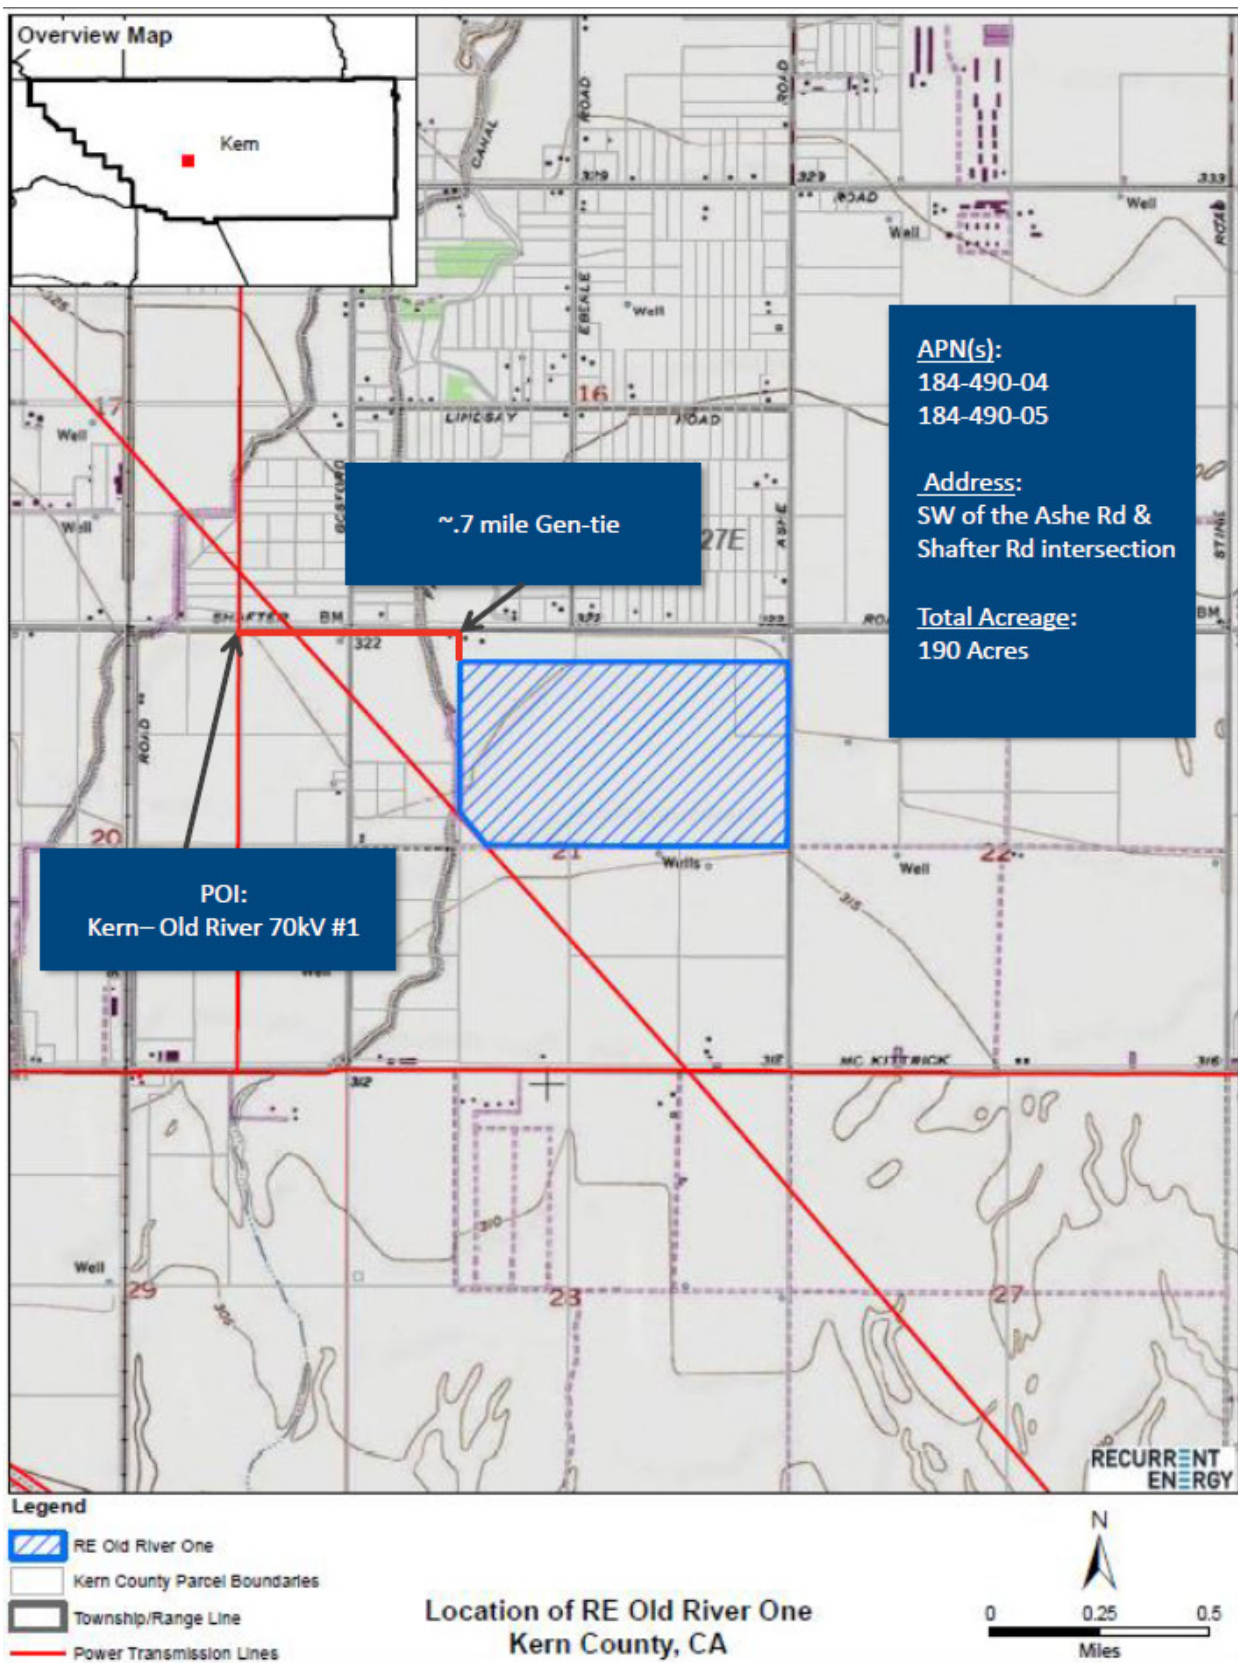 Overview Map
Kern
CANAL
ROAD
ROAD
329
329
333
ROAD
Well
Well
ROAD
EBERLE
Well
325
17
16
LINDSAY
ROAD
Well
Well
APN(s):
184-490-04
184-490-05
Address:
SW of the Ashe Rd &
Shafter Rd intersection
Total Acreage:
190 Acres
~.7 mile Gen-tie
27E
ASHE
STINE
SHAFTER
BM
322
BM
ROAD
20
21
22
Wells
Well
315
POI:
Kern– Old River 70kV #1
Well
312
312
MC KITTRICK
316
310
Well
29
28
27
305
RECURRENT
ENERGY
Legend
RE Old River One
Kern County Parcel Boundaries
Township/Range Line
Power Transmission Lines
Location of RE Old River One
Kern County, CA
N
0 0.25 0.5
Miles